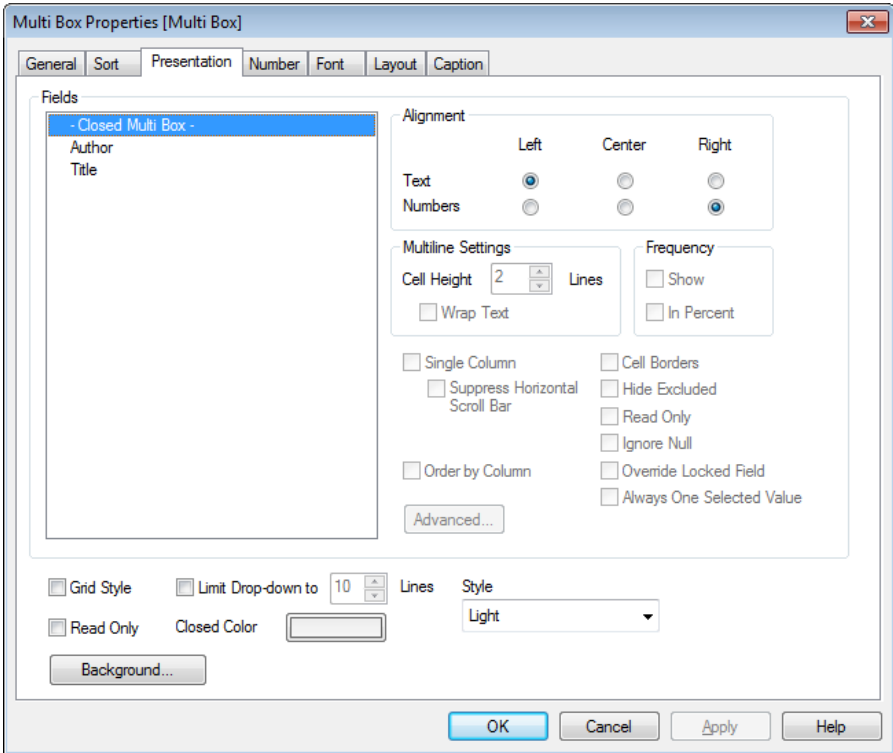 Multi Box Properties [Multi Box]
General Sort Presentation Number Font Layout Caption
Fields
- Closed Multi Box -
Author
Title
Alignment
Left Center Right
Text
Numbers
Multiline Settings
Cell Height 2 Lines
Wrap Text
Frequency
Show
In Percent
Single Column
Suppress Horizontal
Scroll Bar
Order by Column
Advanced...
Cell Borders
Hide Excluded
Read Only
Ignore Null
Override Locked Field
Always One Selected Value
Grid Style Limit Drop-down to 10 Lines
Style
Light
Read Only Closed Color
Background...
OK Cancel Apply Help